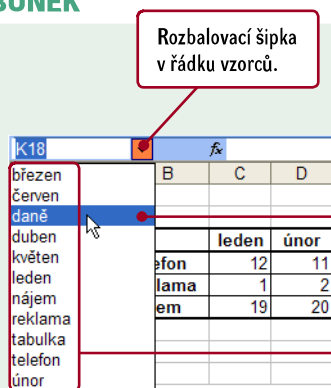 BUNĚK
Rozbalovací šipka
v řádku vzorců.
K18 fx
březen B C D
červen
daně
duben leden únor
květen efon 12 11
leden lama 1 2
nájem em 19 20
reklama
tabulka
telefon
únor